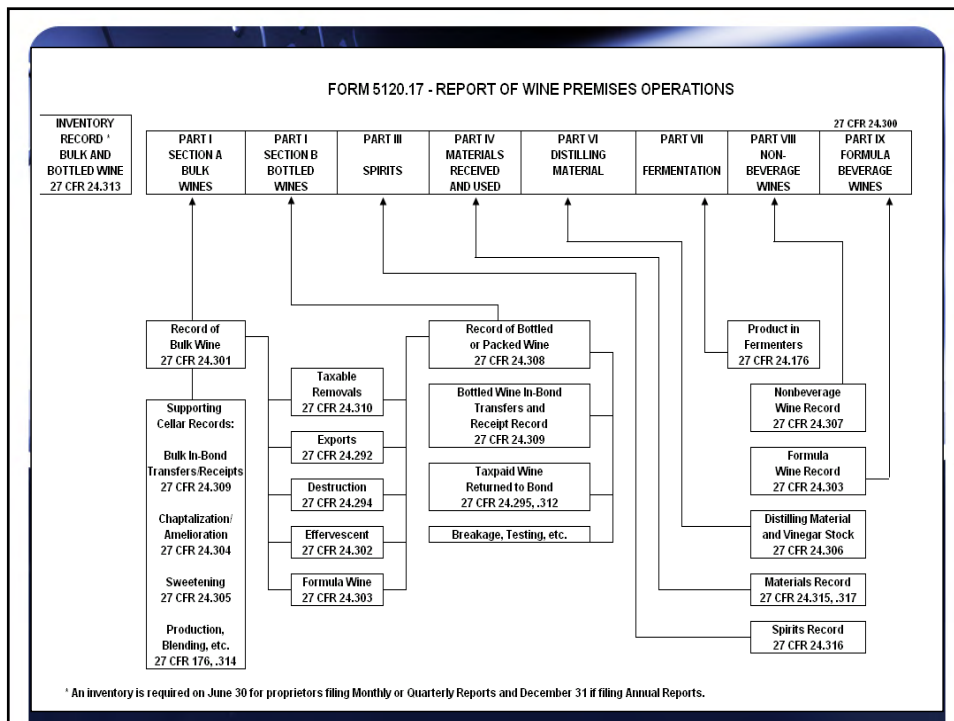 FORM 5120.17 - REPORT OF WINE PREMISES OPERATIONS
INVENTORY
RECORD *
BULK AND
BOTTLED WINE
27 CFR 24.313
27 CFR 24.300
PART I
SECTION A
BULK
WINES
PART I
SECTION B
BOTTLED
WINES
PART III
SPIRITS
PART IV
MATERIALS
RECEIVED
AND USED
PART VI
DISTILLING
MATERIAL
PART VII
FERMENTATION
PART VIII
NON-
BEVERAGE
WINES
PART IX
FORMULA
BEVERAGE
WINES
Record of
Bulk Wine
27 CFR 24.301
Supporting
Cellar Records:
Bulk In-Bond
Transfers/Receipts
27 CFR 24.309
Chaptalization/
Amelioration
27 CFR 24.304
Sweetening
27 CFR 24.305
Production,
Blending, etc.
27 CFR 176, .314
Taxable
Removals
27 CFR 24.310
Exports
27 CFR 24.292
Destruction
27 CFR 24.294
Effervescent
27 CFR 24.302
Formula Wine
27 CFR 24.303
Record of Bottled
or Packed Wine
27 CFR 24.308
Bottled Wine In-Bond
Transfers and
Receipt Record
27 CFR 24.309
Taxpaid Wine
Returned to Bond
27 CFR 24.295, .312
Breakage, Testing, etc.
Product in
Fermenters
27 CFR 24.176
Nonbeverage
Wine Record
27 CFR 24.307
Formula
Wine Record
27 CFR 24.303
Distilling Material
and Vinegar Stock
27 CFR 24.306
Materials Record
27 CFR 24.315, .317
Spirits Record
27 CFR 24.316
* An inventory is required on June 30 for proprietors filing Monthly or Quarterly Reports and December 31 if filing Annual Reports.